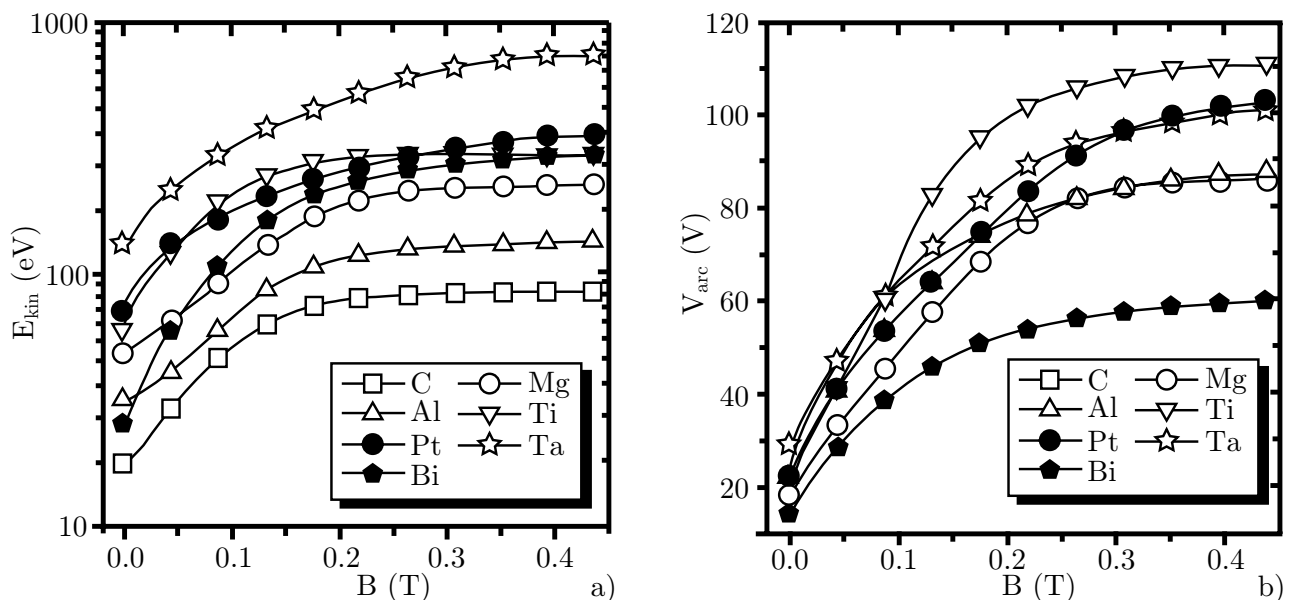 1000
100
10
E_kin (eV)
0.0 0.1 0.2 0.3 0.4
B (T)
a)
C Mg
Al Ti
Pt Ta
Bi
120
100
80
60
40
20
V_arc (V)
0.0 0.1 0.2 0.3 0.4
B (T)
b)
C Mg
Al Ti
Pt Ta
Bi